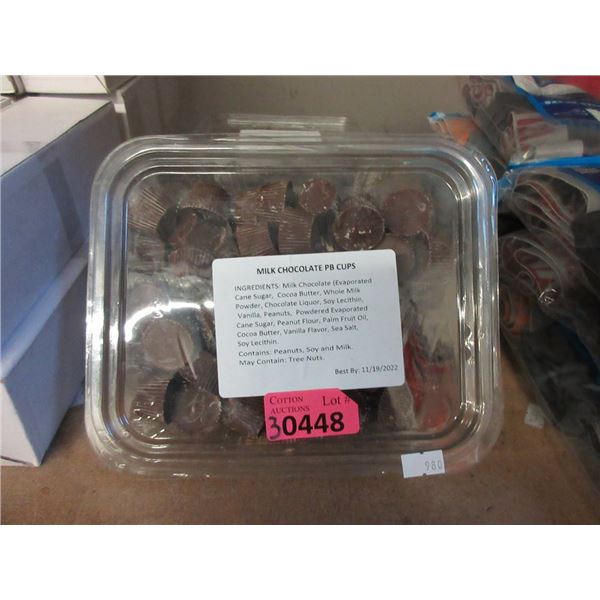 MILK CHOCOLATE PB CUPS
INGREDIENTS: Milk Chocolate (Evaporated
Cane Sugar, Cocoa Butter, Whole Milk
Powder, Chocolate Liquor, Soy Lecithin,
Vanilla, Peanuts, Powdered Evaporated
Cane Sugar, Peanut Flour, Palm Fruit Oil,
Cocoa Butter, Vanilla Flavor, Sea Salt,
Soy Lecithin.
Contains: Peanuts, Soy and Milk.
May Contain: Tree Nuts.
Best By: 11/19/2022
COTTON AUCTIONS Lot #
30448
980